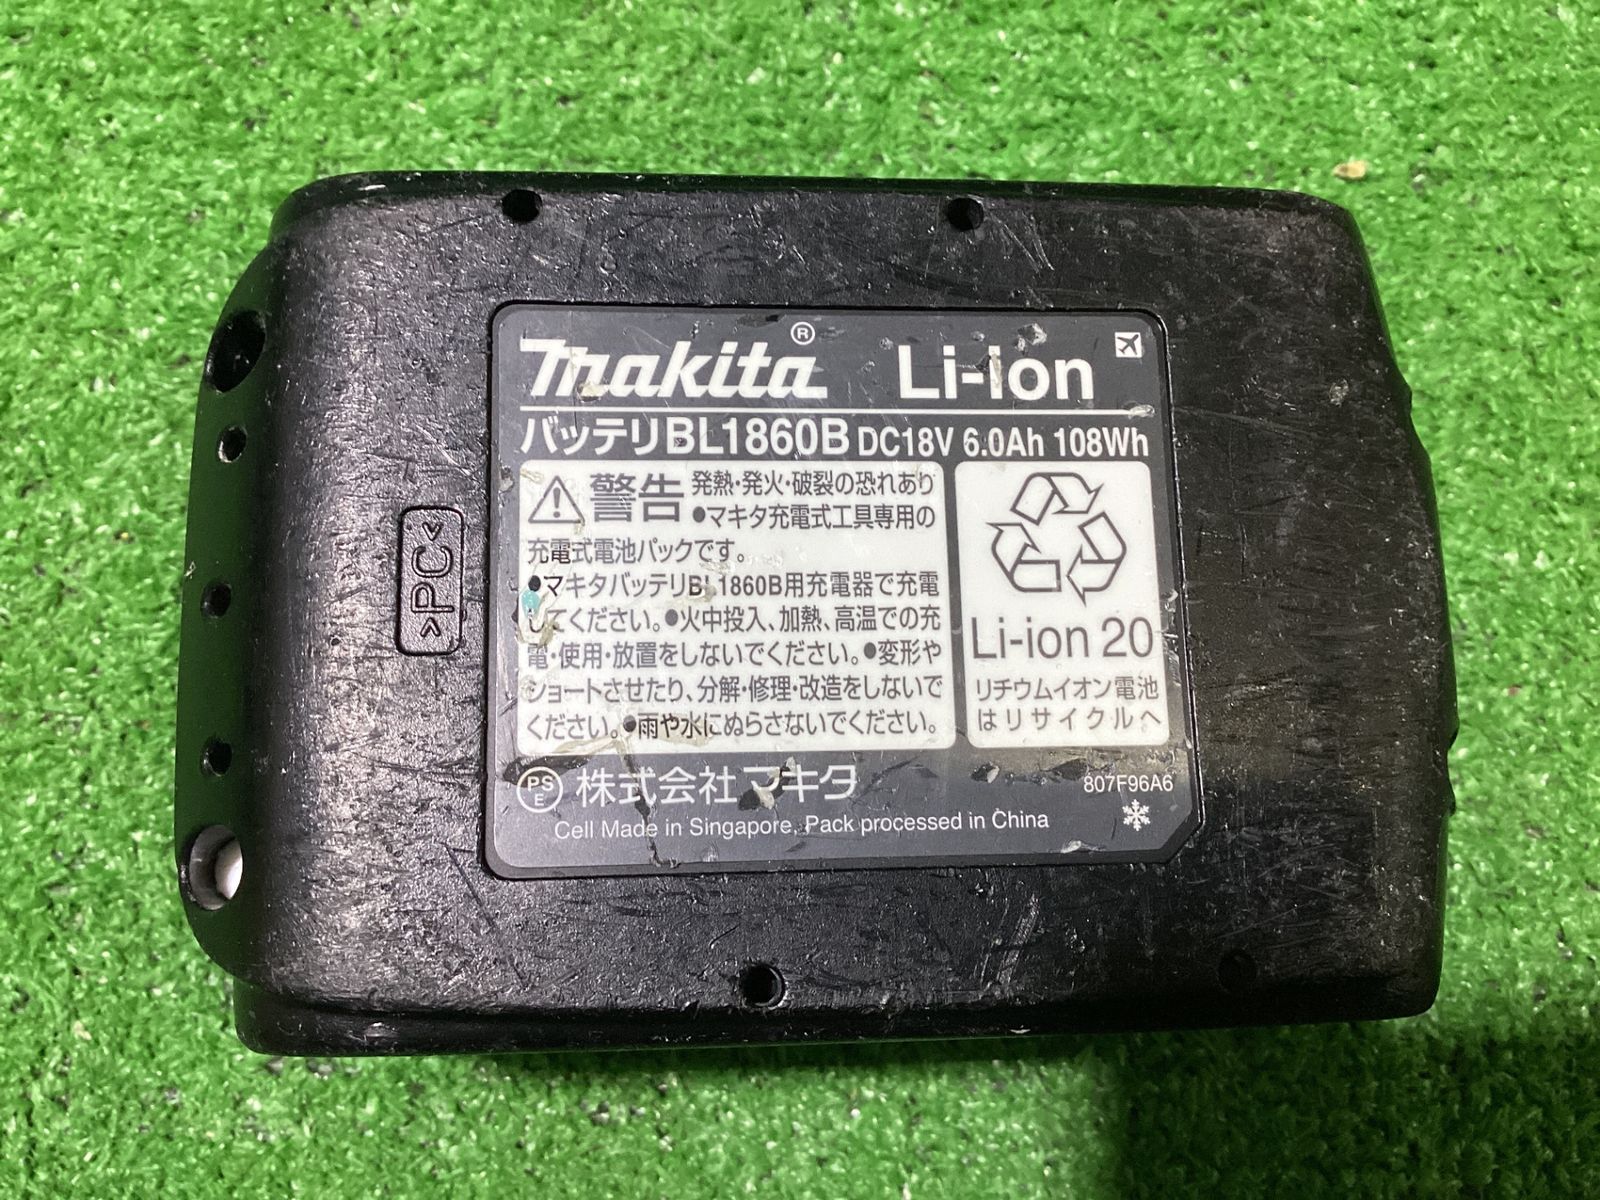 makita® Li-Ion
バッテリBL1860B DC18V 6.0Ah 108Wh
警告 発熱・発火・破裂の恐れあり
●マキタ充電式工具専用の
充電式電池パックです。
●マキタバッテリBL1860B用充電器で充電
してください。●火中投入、加熱、高温での充
電・使用・放置をしないでください。●変形や
ショートさせたり、分解・修理・改造をしないで
ください。●雨や水にぬらさないでください。
Li-ion 20
リチウムイオン電池
はリサイクルへ
PS
E
株式会社マキタ
807F96A6
Cell Made in Singapore, Pack processed in China
>PC<